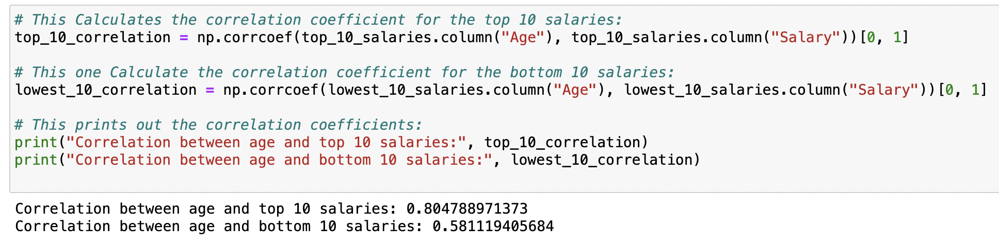 # This Calculates the correlation coefficient for the top 10 salaries:
top_10_correlation = np.corrcoef(top_10_salaries.column("Age"), top_10_salaries.column("Salary"))[0, 1]
# This one Calculate the correlation coefficient for the bottom 10 salaries:
lowest_10_correlation = np.corrcoef(lowest_10_salaries.column("Age"), lowest_10_salaries.column("Salary"))[0, 1]
# This prints out the correlation coefficients:
print("Correlation between age and top 10 salaries:", top_10_correlation)
print("Correlation between age and bottom 10 salaries:", lowest_10_correlation)
Correlation between age and top 10 salaries: 0.804788971373
Correlation between age and bottom 10 salaries: 0.581119405684